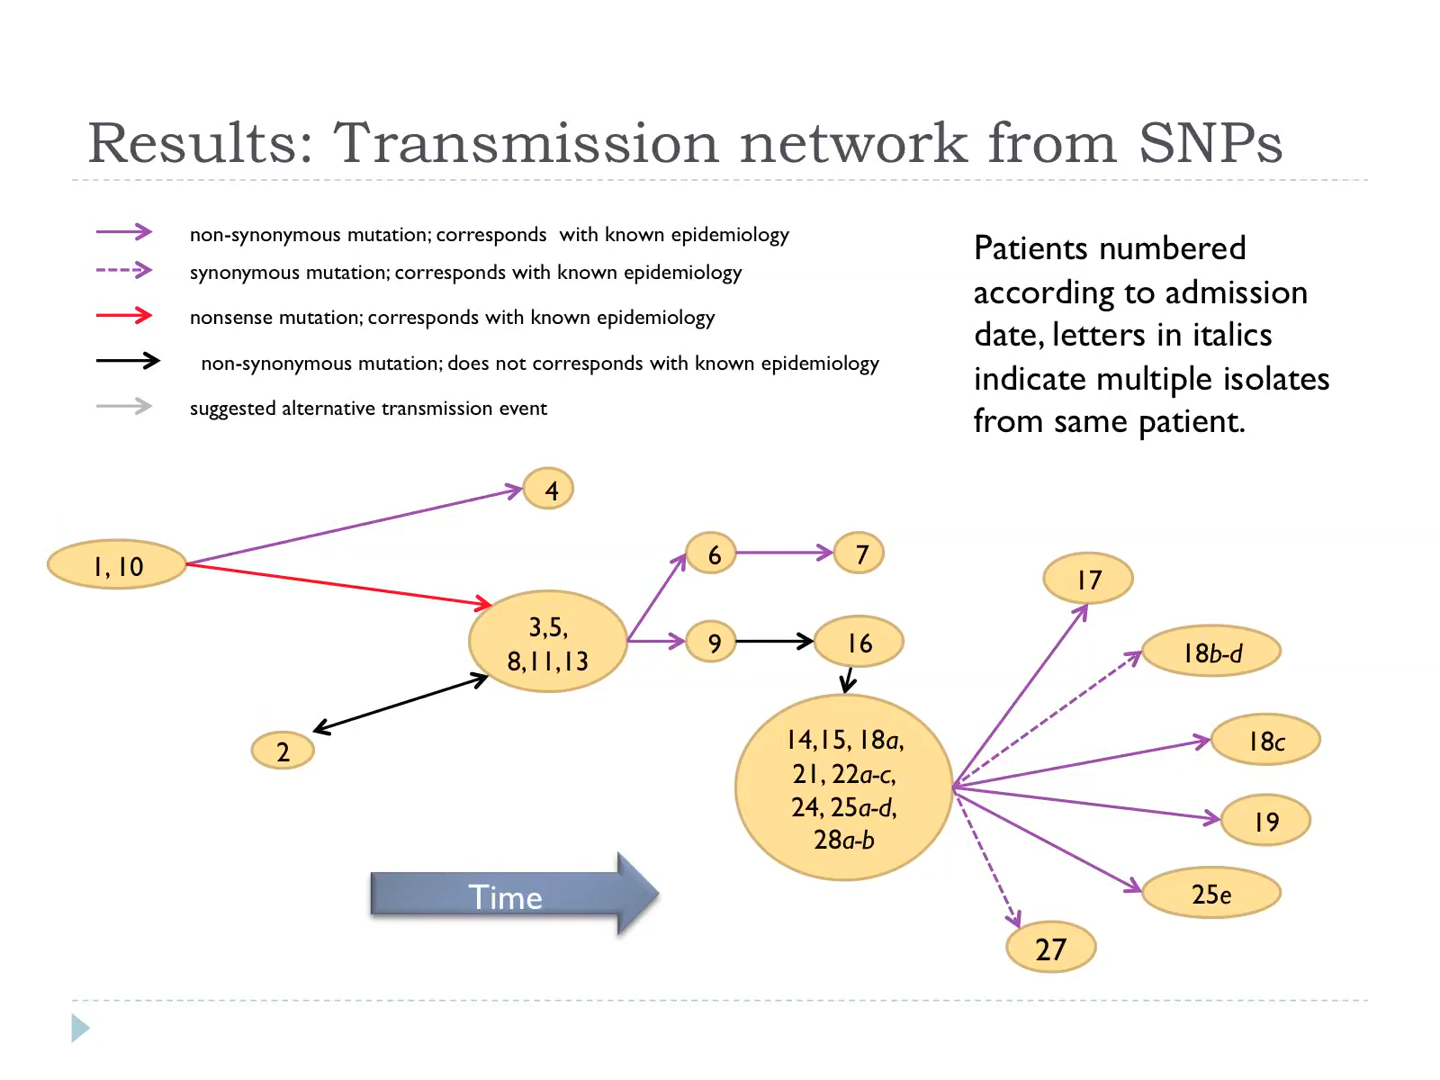 Results: Transmission network from SNPs
non-synonymous mutation; corresponds with known epidemiology
synonymous mutation; corresponds with known epidemiology
nonsense mutation; corresponds with known epidemiology
non-synonymous mutation; does not corresponds with known epidemiology
suggested alternative transmission event
Patients numbered
according to admission
date, letters in italics
indicate multiple isolates
from same patient.
4
1, 10
6
7
17
3,5,
8,11,13
9
16
18b-d
2
14,15, 18a,
21, 22a-c,
24, 25a-d,
28a-b
18c
19
25e
27
Time